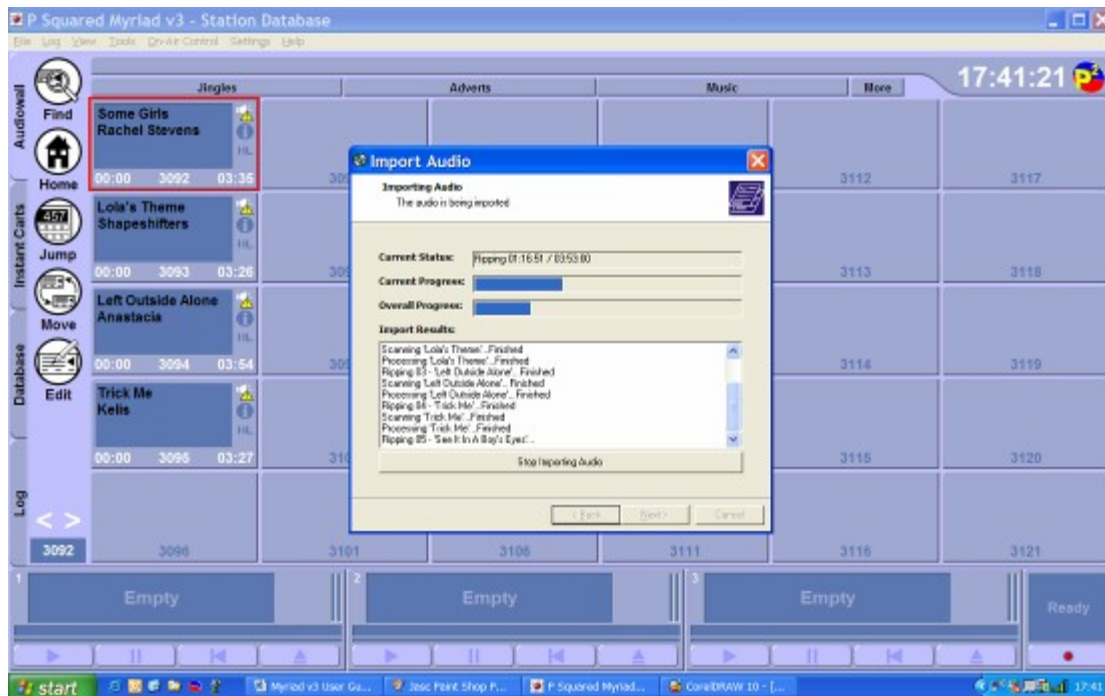 P Squared Myriad v3 - Station Database
File Log View Tools On-Air Control Settings Help
17:41:21
Jingles Adverts Music More
Audiowall
Instant Carts
Database
Log
Find
Home
Jump
457
Move
Edit
< >
3092
Some Girls
Rachel Stevens
HL
00:00 3092 03:35
Lola's Theme
Shapeshifters
HL
00:00 3093 03:26
Left Outside Alone
Anastacia
HL
00:00 3094 03:54
Trick Me
Kelis
HL
00:00 3095 03:27
3096 3101 3106 3111 3116 3121
3112 3117
3113 3118
3114 3119
3115 3120
Import Audio
Importing Audio
The audio is being imported
Current Status: Ripping 01:16.51 / 03:53.80
Current Progress:
Overall Progress:
Import Results:
Scanning 'Lola's Theme'...Finished
Processing 'Lola's Theme'...Finished
Ripping 03 - 'Left Outside Alone'...Finished
Scanning 'Left Outside Alone'...Finished
Processing 'Left Outside Alone'...Finished
Ripping 04 - 'Trick Me'...Finished
Scanning 'Trick Me'...Finished
Processing 'Trick Me'...Finished
Ripping 05 - 'See It In A Boy's Eyes'...
Stop Importing Audio
< Back Next > Cancel
1 Empty
2 Empty
3 Empty
Ready
start
Myriad v3 User Gu...
Jasc Paint Shop P...
P Squared Myriad...
CorelDRAW 10 - [...
17:41